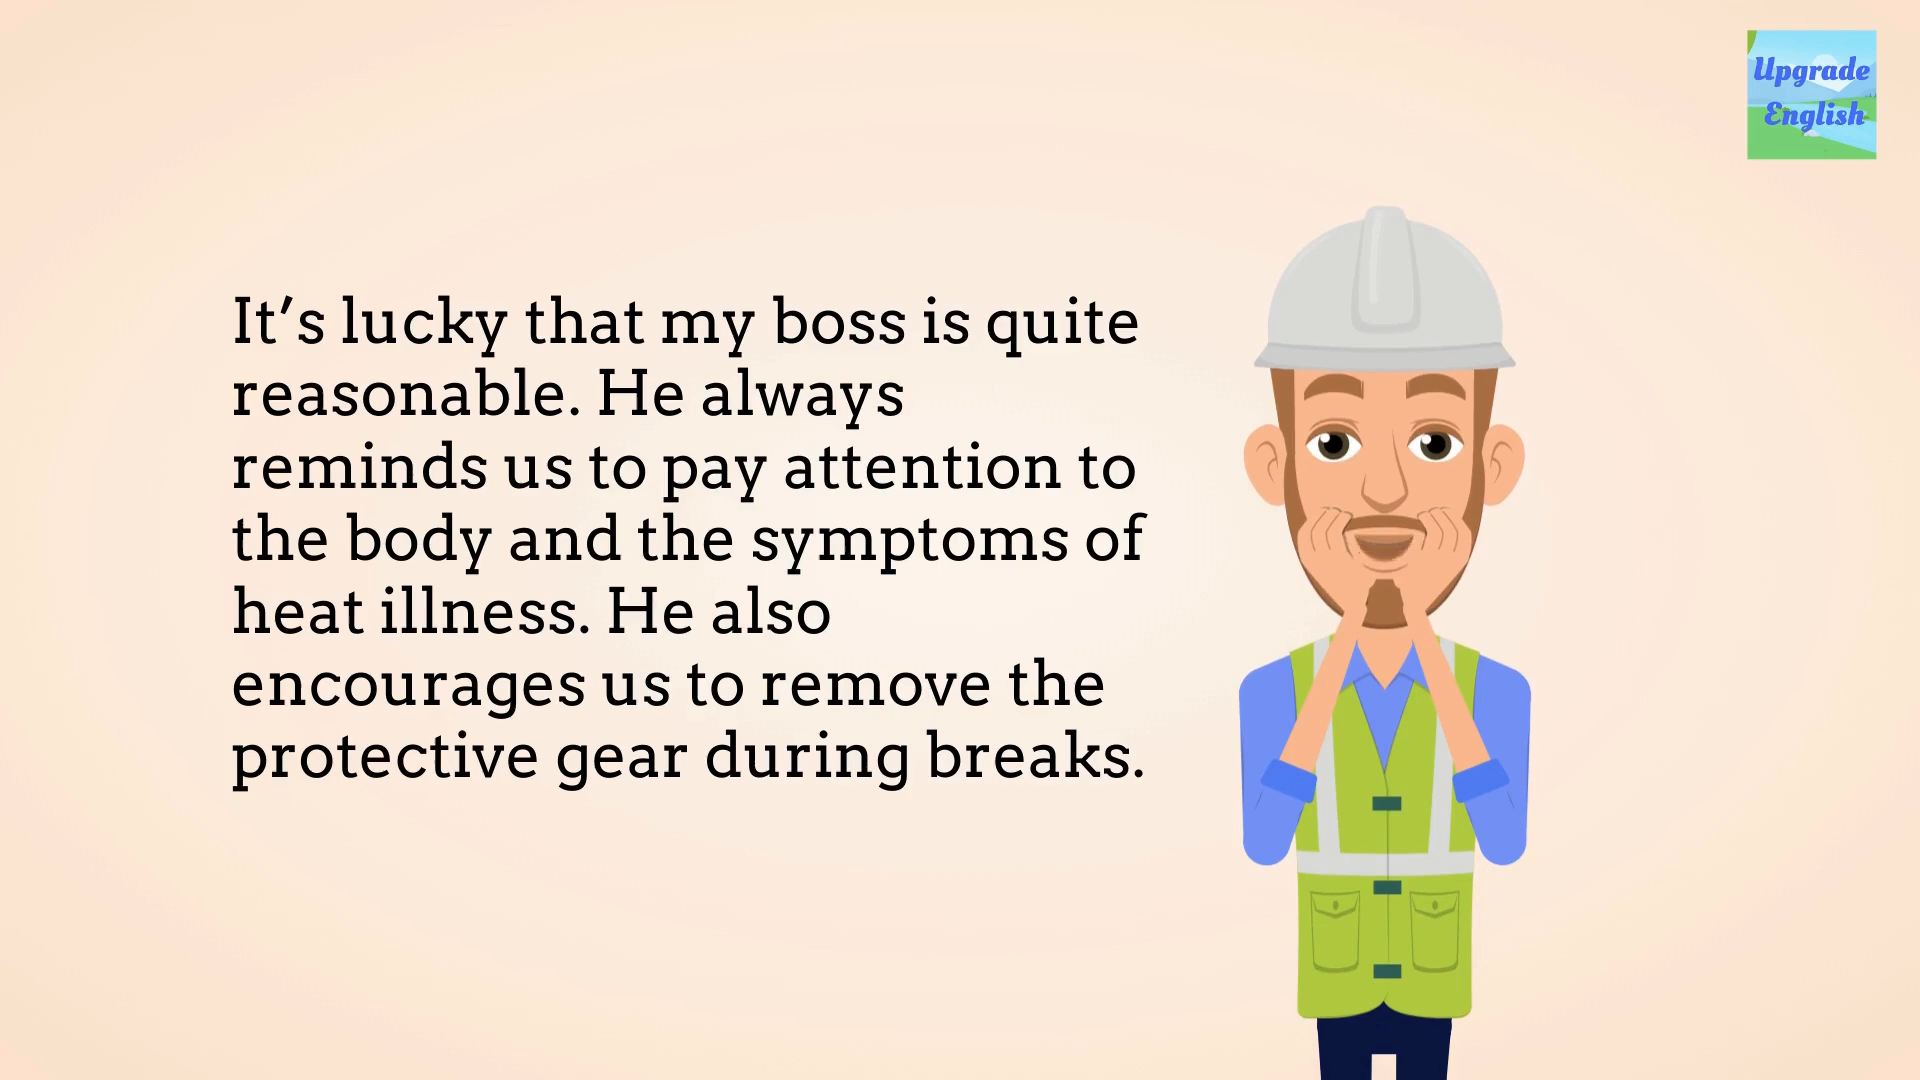 Upgrade
English
It’s lucky that my boss is quite
reasonable. He always
reminds us to pay attention to
the body and the symptoms of
heat illness. He also
encourages us to remove the
protective gear during breaks.